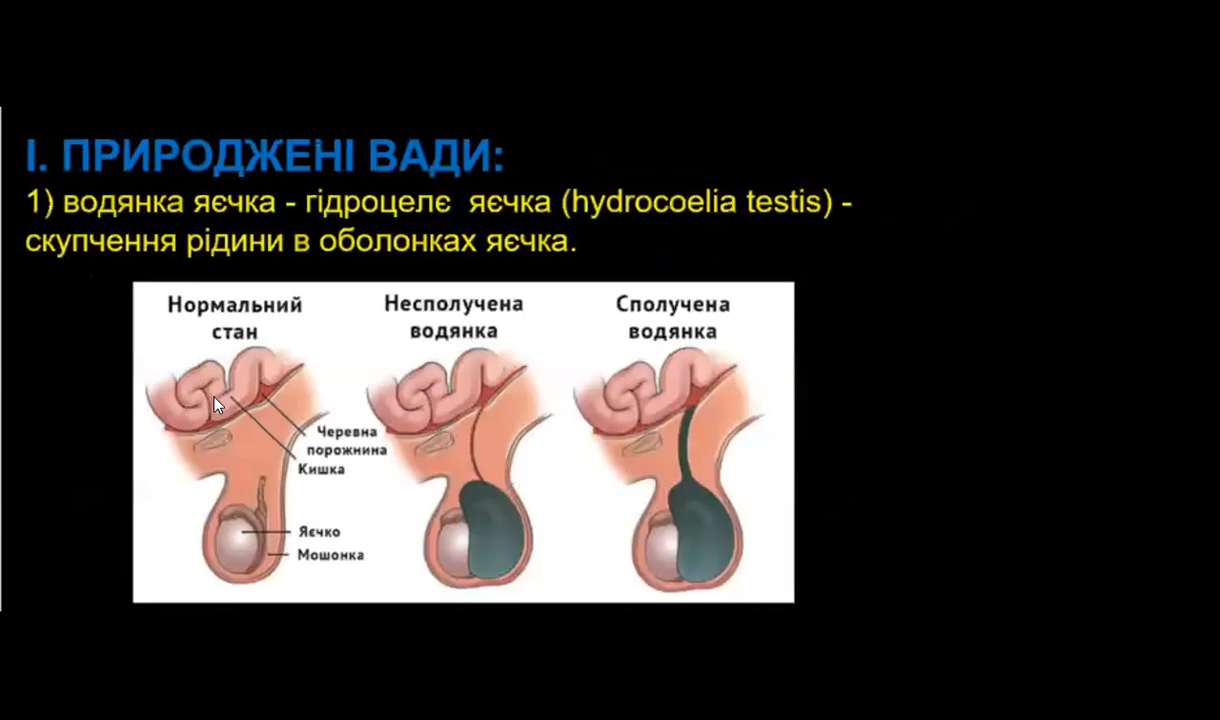 І. ПРИРОДЖЕНІ ВАДИ:
1) водянка яєчка - гідроцелє яєчка (hydrocoelia testis) -
скупчення рідини в оболонках яєчка.
Нормальний
стан
Несполучена
водянка
Сполучена
водянка
Черевна
порожнина
Кишка
Яєчко
Мошонка